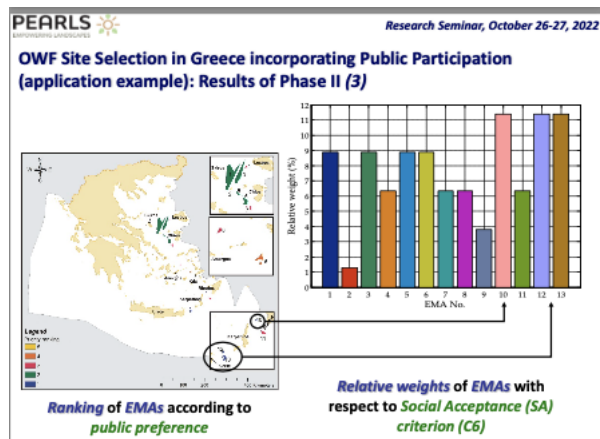 PEARLS
EMPOWERING LANDSCAPES
Research Seminar, October 26-27, 2022
OWF Site Selection in Greece incorporating Public Participation
(application example): Results of Phase II (3)
Relative weight (%)
12
11
10
9
8
7
6
5
4
3
2
1
0
1 2 3 4 5 6 7 8 9 10 11 12 13
EMA No.
Legend
Ranking of EMAs according to
public preference
Relative weights of EMAs with
respect to Social Acceptance (SA)
criterion (C6)